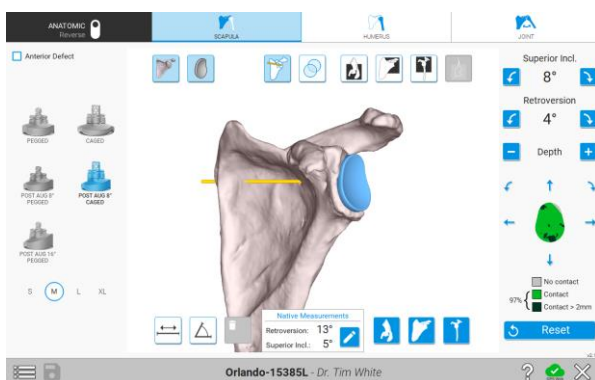 ANATOMIC
Reverse
SCAPULA
HUMERUS
JOINT
Anterior Defect
PEGGED
CAGED
POST AUG 8°
PEGGED
POST AUG 8°
CAGED
POST AUG 16°
PEGGED
S M L XL
Superior Incl.
8°
Retroversion
4°
Depth
No contact
97% { Contact
Contact > 2mm
Reset
Native Measurements
Retroversion: 13°
Superior Incl.: 5°
Orlando-15385L - Dr. Tim White